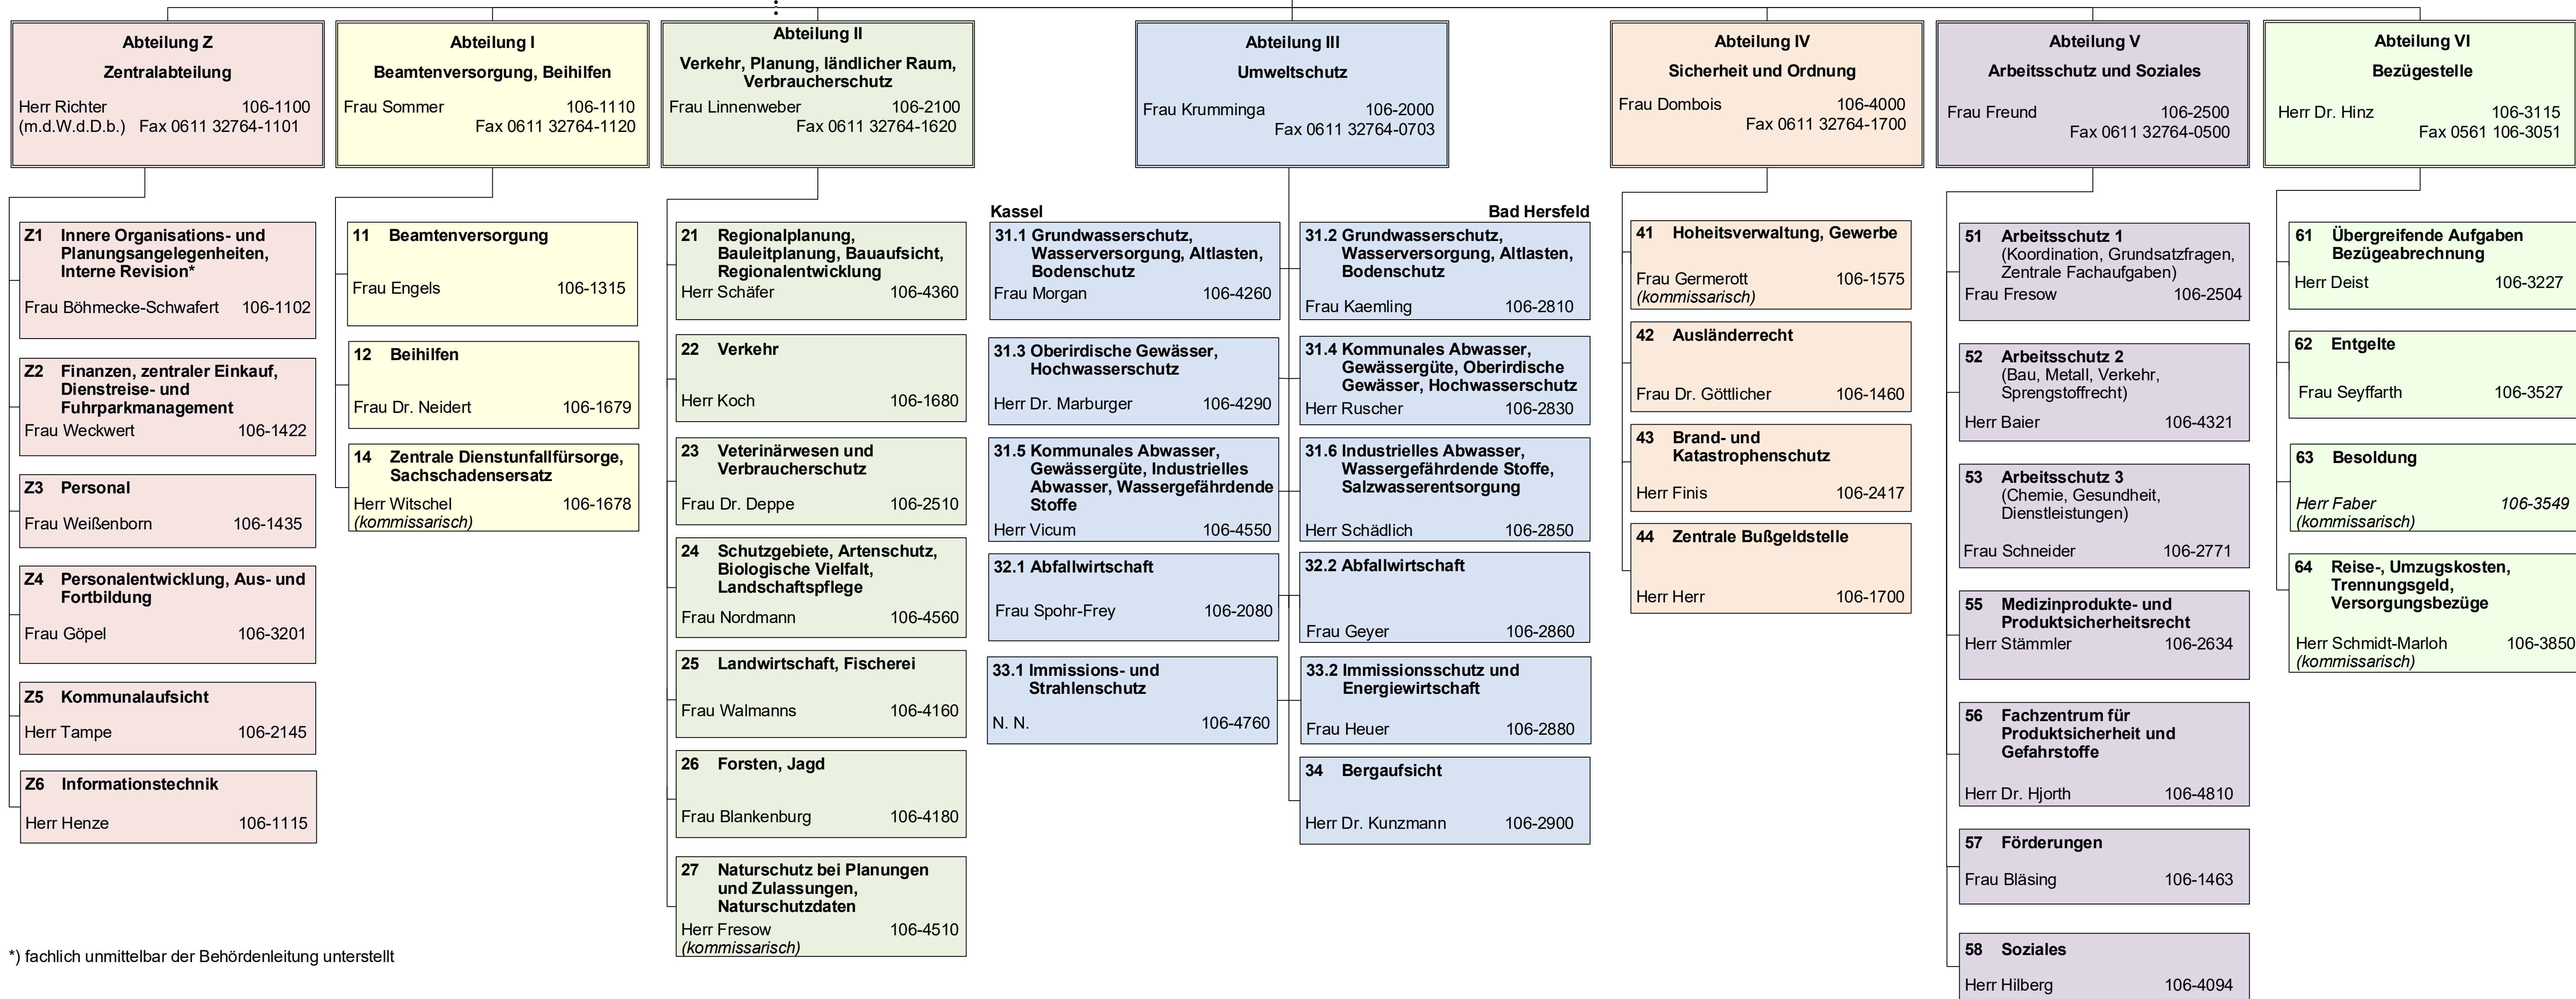 Abteilung Z
Zentralabteilung
Herr Richter 106-1100
(m.d.W.d.D.b.) Fax 0611 32764-1101
Z1 Innere Organisations- und
Planungsangelegenheiten,
Interne Revision*
Frau Böhmecke-Schwafert 106-1102
Z2 Finanzen, zentraler Einkauf,
Dienstreise- und
Fuhrparkmanagement
Frau Weckwert 106-1422
Z3 Personal
Frau Weißenborn 106-1435
Z4 Personalentwicklung, Aus- und
Fortbildung
Frau Göpel 106-3201
Z5 Kommunalaufsicht
Herr Tampe 106-2145
Z6 Informationstechnik
Herr Henze 106-1115
Abteilung I
Beamtenversorgung, Beihilfen
Frau Sommer 106-1110
Fax 0611 32764-1120
11 Beamtenversorgung
Frau Engels 106-1315
12 Beihilfen
Frau Dr. Neidert 106-1679
14 Zentrale Dienstunfallfürsorge,
Sachschadensersatz
Herr Witschel 106-1678
(kommissarisch)
Abteilung II
Verkehr, Planung, ländlicher Raum,
Verbraucherschutz
Frau Linnenweber 106-2100
Fax 0611 32764-1620
21 Regionalplanung,
Bauleitplanung, Bauaufsicht,
Regionalentwicklung
Herr Schäfer 106-4360
22 Verkehr
Herr Koch 106-1680
23 Veterinärwesen und
Verbraucherschutz
Frau Dr. Deppe 106-2510
24 Schutzgebiete, Artenschutz,
Biologische Vielfalt,
Landschaftspflege
Frau Nordmann 106-4560
25 Landwirtschaft, Fischerei
Frau Walmanns 106-4160
26 Forsten, Jagd
Frau Blankenburg 106-4180
27 Naturschutz bei Planungen
und Zulassungen,
Naturschutzdaten
Herr Fresow 106-4510
(kommissarisch)
Abteilung III
Umweltschutz
Frau Krumminga 106-2000
Fax 0611 32764-0703
Kassel
31.1 Grundwasserschutz,
Wasserversorgung, Altlasten,
Bodenschutz
Frau Morgan 106-4260
31.3 Oberirdische Gewässer,
Hochwasserschutz
Herr Dr. Marburger 106-4290
31.5 Kommunales Abwasser,
Gewässergüte, Industrielles
Abwasser, Wassergefährdende
Stoffe
Herr Vicum 106-4550
32.1 Abfallwirtschaft
Frau Spohr-Frey 106-2080
33.1 Immissions- und
Strahlenschutz
N. N. 106-4760
Bad Hersfeld
31.2 Grundwasserschutz,
Wasserversorgung, Altlasten,
Bodenschutz
Frau Kaemling 106-2810
31.4 Kommunales Abwasser,
Gewässergüte, Oberirdische
Gewässer, Hochwasserschutz
Herr Ruscher 106-2830
31.6 Industrielles Abwasser,
Wassergefährdende Stoffe,
Salzwasserentsorgung
Herr Schädlich 106-2850
32.2 Abfallwirtschaft
Frau Geyer 106-2860
33.2 Immissionsschutz und
Energiewirtschaft
Frau Heuer 106-2880
34 Bergaufsicht
Herr Dr. Kunzmann 106-2900
Abteilung IV
Sicherheit und Ordnung
Frau Dombois 106-4000
Fax 0611 32764-1700
41 Hoheitsverwaltung, Gewerbe
Frau Germerott 106-1575
(kommissarisch)
42 Ausländerrecht
Frau Dr. Göttlicher 106-1460
43 Brand- und
Katastrophenschutz
Herr Finis 106-2417
44 Zentrale Bußgeldstelle
Herr Herr 106-1700
Abteilung V
Arbeitsschutz und Soziales
Frau Freund 106-2500
Fax 0611 32764-0500
51 Arbeitsschutz 1
(Koordination, Grundsatzfragen,
Zentrale Fachaufgaben)
Frau Fresow 106-2504
52 Arbeitsschutz 2
(Bau, Metall, Verkehr,
Sprengstoffrecht)
Herr Baier 106-4321
53 Arbeitsschutz 3
(Chemie, Gesundheit,
Dienstleistungen)
Frau Schneider 106-2771
55 Medizinprodukte- und
Produktsicherheitsrecht
Herr Stämmler 106-2634
56 Fachzentrum für
Produktsicherheit und
Gefahrstoffe
Herr Dr. Hjorth 106-4810
57 Förderungen
Frau Bläsing 106-1463
58 Soziales
Herr Hilberg 106-4094
Abteilung VI
Bezügestelle
Herr Dr. Hinz 106-3115
Fax 0561 106-3051
61 Übergreifende Aufgaben
Bezügeabrechnung
Herr Deist 106-3227
62 Entgelte
Frau Seyffarth 106-3527
63 Besoldung
Herr Faber 106-3549
(kommissarisch)
64 Reise-, Umzugskosten,
Trennungsgeld,
Versorgungsbezüge
Herr Schmidt-Marloh 106-3850
(kommissarisch)
*) fachlich unmittelbar der Behördenleitung unterstellt